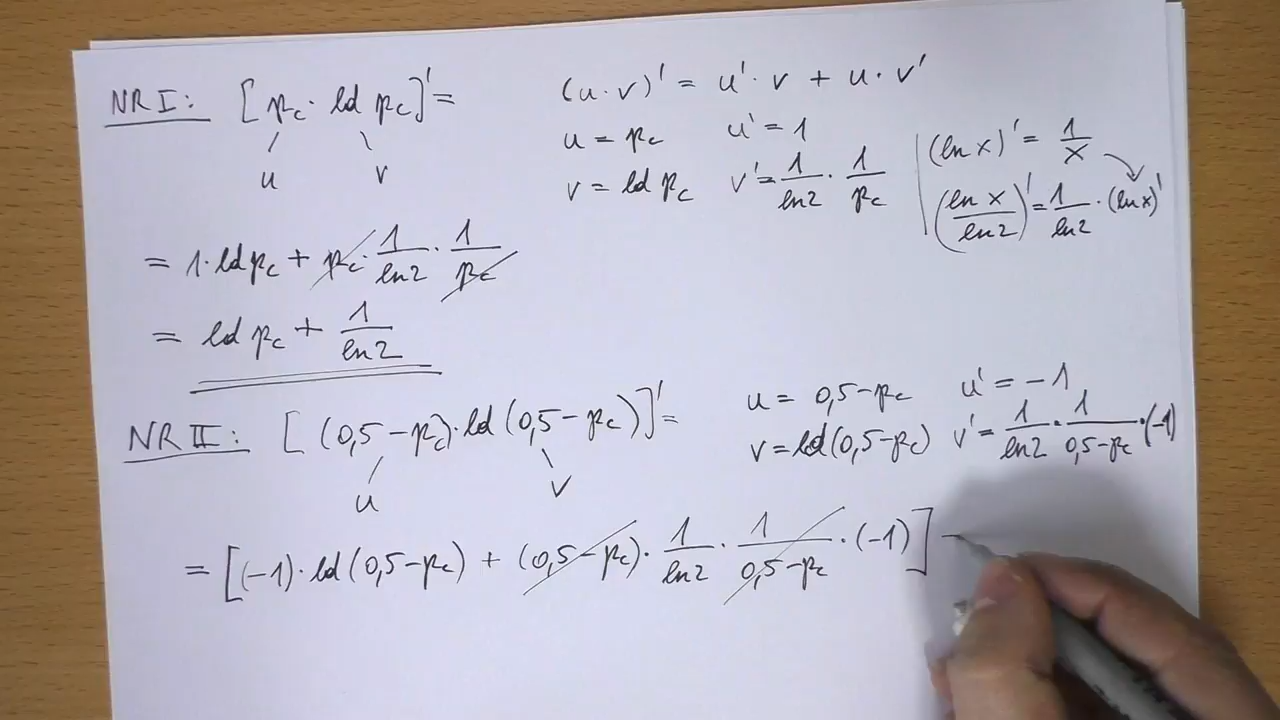 NR I: [p_c · ld p_c]' =
u v
(u · v)' = u' · v + u · v'
u = p_c u' = 1
v = ld p_c v' = 1/ln2 · 1/p_c
(ln x)' = 1/x
(ln x/ln2)' = 1/ln2 · (ln x)'
= 1 · ld p_c + p_c · 1/ln2 · 1/p_c
= ld p_c + 1/ln2
NR II: [(0,5 - p_c) · ld (0,5 - p_c)]' =
u v
u = 0,5 - p_c u' = -1
v = ld(0,5 - p_c) v' = 1/ln2 · 1/0,5-p_c · (-1)
= [(-1) · ld(0,5 - p_c) + (0,5 - p_c) · 1/ln2 · 1/0,5-p_c · (-1)] -